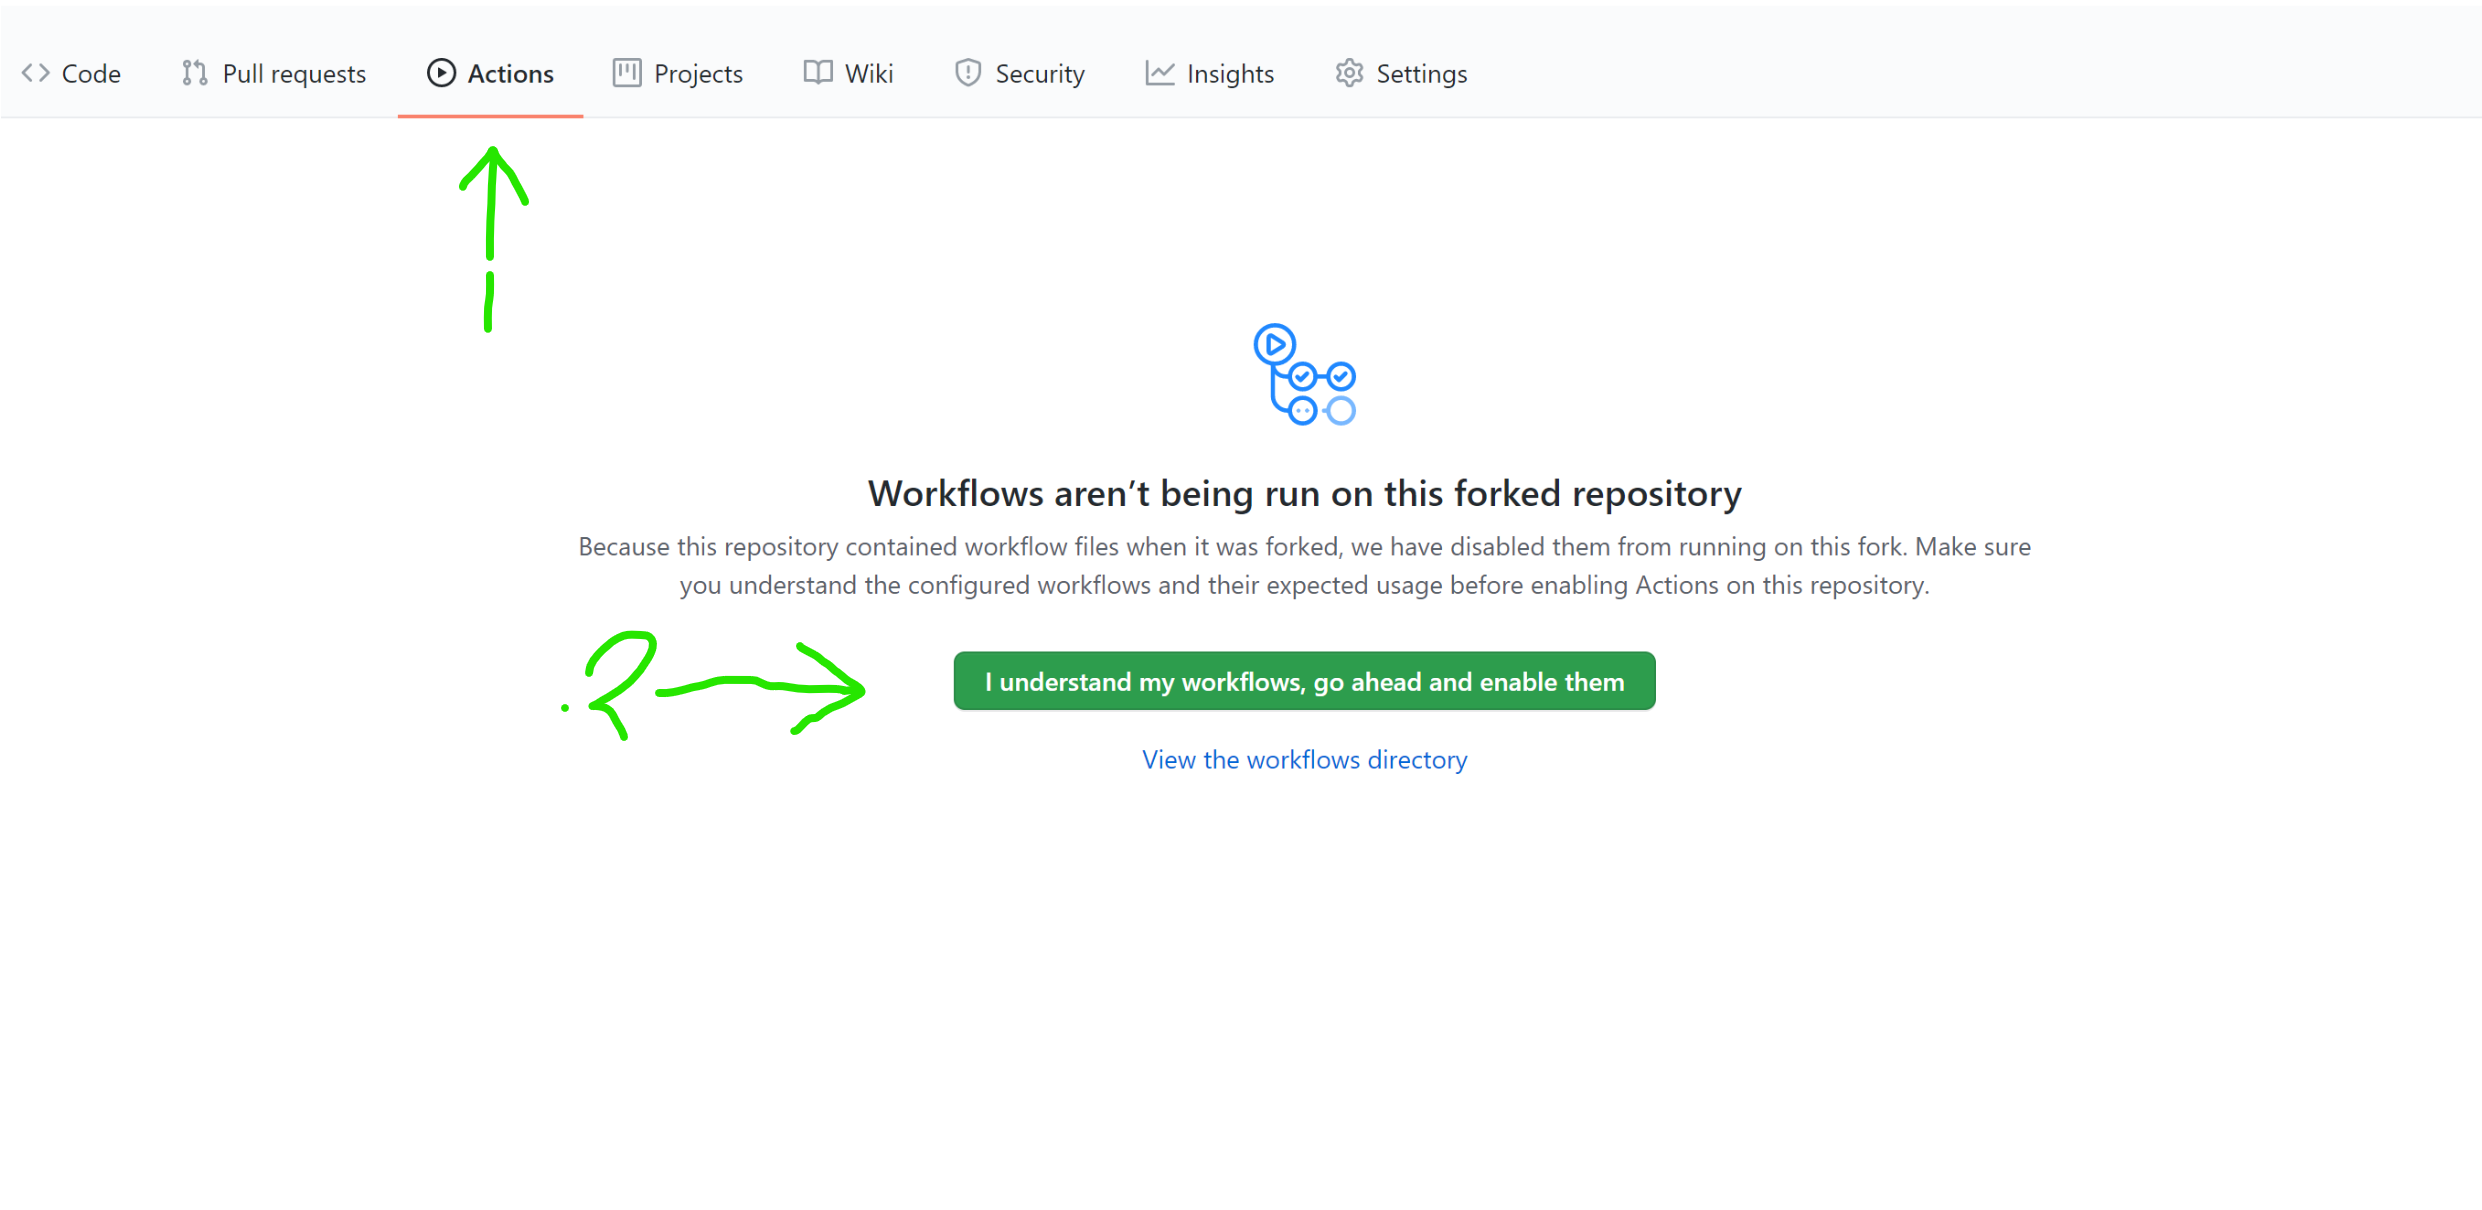 Code Pull requests Actions Projects Wiki Security Insights Settings
1
Workflows aren’t being run on this forked repository
Because this repository contained workflow files when it was forked, we have disabled them from running on this fork. Make sure
you understand the configured workflows and their expected usage before enabling Actions on this repository.
.2
I understand my workflows, go ahead and enable them
View the workflows directory